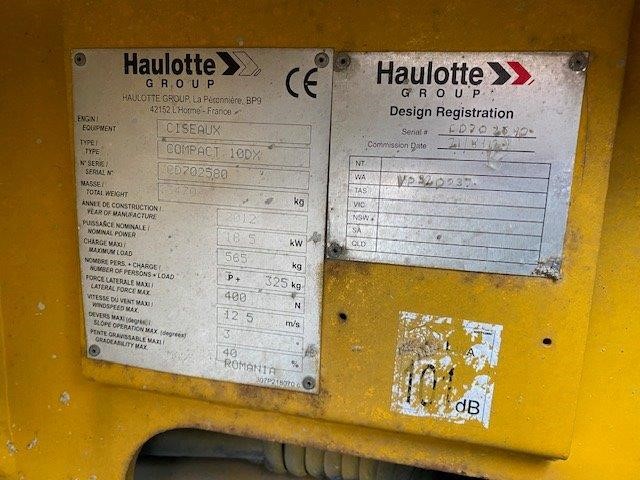 Haulotte
GROUP
CE
HAULOTTE GROUP, La Péronnière, BP9
42152 L'Horme - France
ENGIN /
EQUIPMENT
CISEAUX
TYPE /
TYPE
COMPACT 10DX
N° SERIE /
SERIAL N°
CD702580
MASSE /
TOTAL WEIGHT
kg
ANNEE DE CONSTRUCTION /
YEAR OF MANUFACTURE
2012
PUISSANCE NOMINALE /
NOMINAL POWER
18.5 kW
CHARGE MAXI /
MAXIMUM LOAD
565 kg
NOMBRE PERS. + CHARGE /
NUMBER OF PERSONS + LOAD
P + 325 kg
FORCE LATERALE MAXI /
LATERAL FORCE MAX.
400 N
VITESSE DU VENT MAXI /
WINDSPEED MAX.
12.5 m/s
DEVERS MAXI (degrés) /
SLOPE OPERATION MAX. (degrees)
3 °
PENTE GRAVISSABLE MAXI /
GRADEABILITY MAX.
40 %
ROMANIA
307P218070 c
Haulotte
GROUP
Design Registration
Serial #
Commission Date
NT
WA
TAS
VIC
NSW
SA
QLD
101 dB